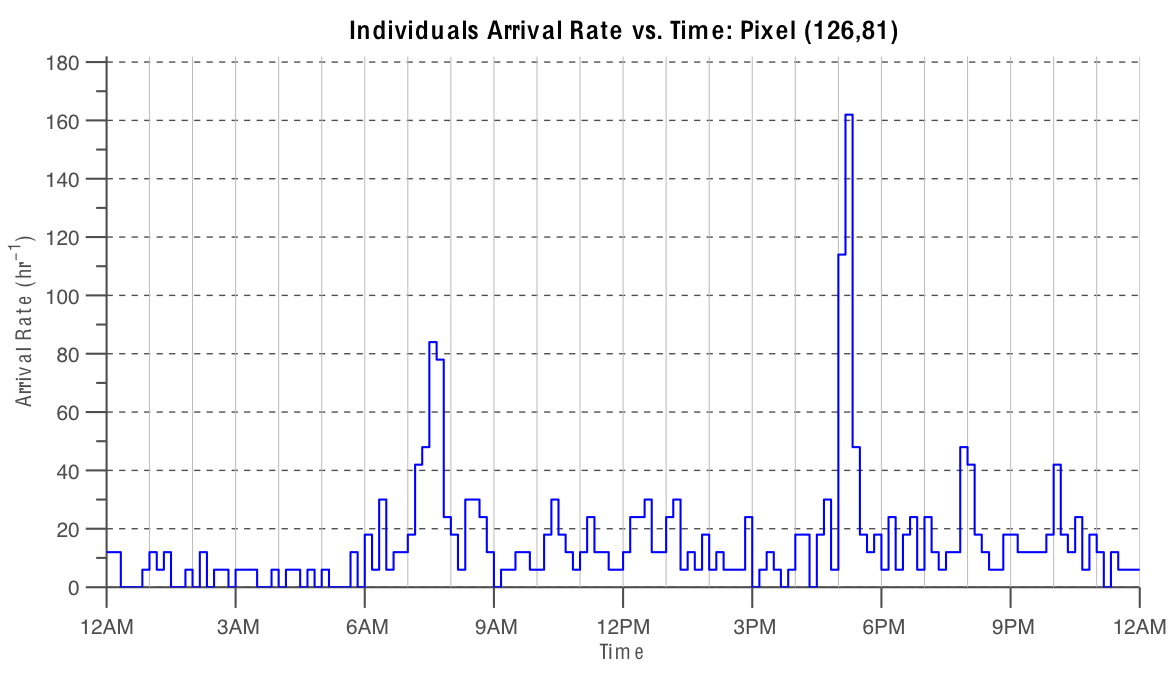 Individuals Arrival Rate vs. Time: Pixel (126,81)
180
160
140
120
100
80
60
40
20
0
Arrival Rate (hr⁻¹)
12AM 3AM 6AM 9AM 12PM 3PM 6PM 9PM 12AM
Time